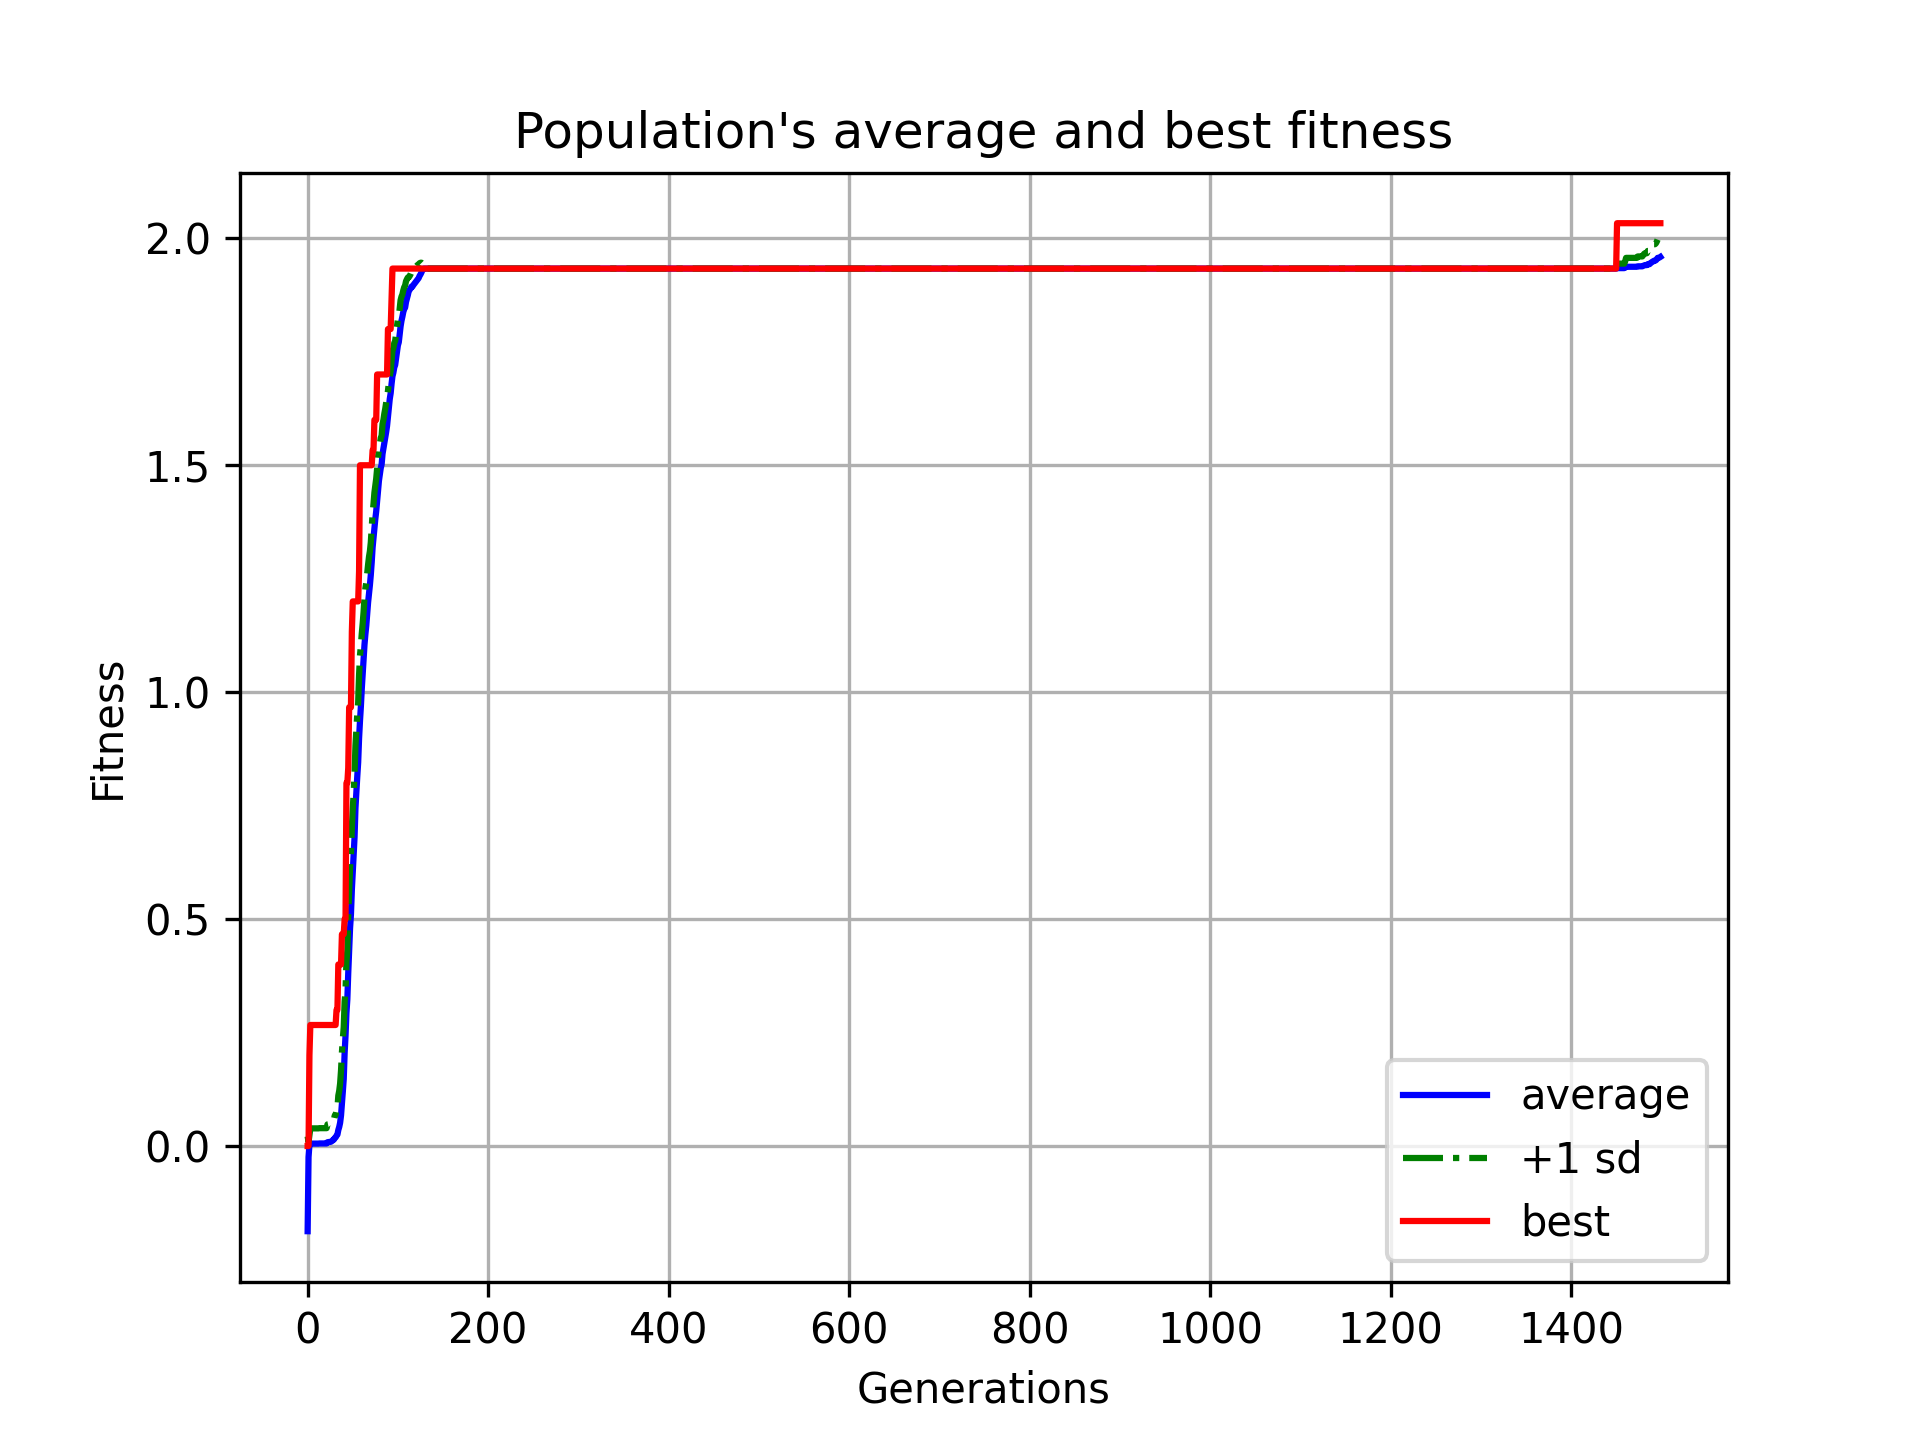 Population's average and best fitness
2.0
1.5
1.0
0.5
0.0
Fitness
average
+1 sd
best
0 200 400 600 800 1000 1200 1400
Generations